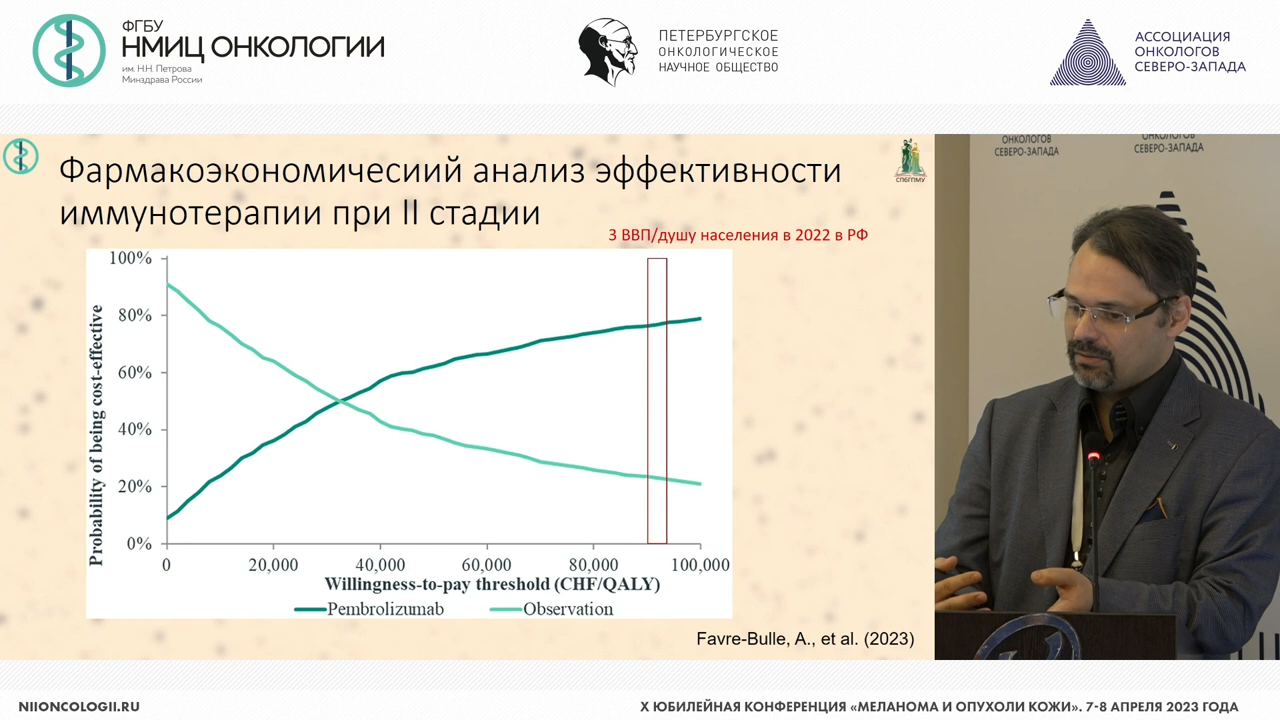 ФГБУ
НМИЦ ОНКОЛОГИИ
им. Н.Н. Петрова
Минздрава России
ПЕТЕРБУРГСКОЕ
ОНКОЛОГИЧЕСКОЕ
НАУЧНОЕ ОБЩЕСТВО
АССОЦИАЦИЯ
ОНКОЛОГОВ
СЕВЕРО-ЗАПАДА
Фармакоэкономичесиий анализ эффективности
иммунотерапии при II стадии
СПбГПМУ
3 ВВП/душу населения в 2022 в РФ
100%
80%
60%
40%
20%
0%
Probability of being cost-effective
0 20,000 40,000 60,000 80,000 100,000
Willingness-to-pay threshold (CHF/QALY)
Pembrolizumab Observation
Favre-Bulle, A., et al. (2023)
ОНКОЛОГОВ
СЕВЕРО-ЗАПАДА
ОНКОЛОГОВ
СЕВЕРО-ЗАПАДА
NIIONCOLOGII.RU
X ЮБИЛЕЙНАЯ КОНФЕРЕНЦИЯ «МЕЛАНОМА И ОПУХОЛИ КОЖИ». 7-8 АПРЕЛЯ 2023 ГОДА